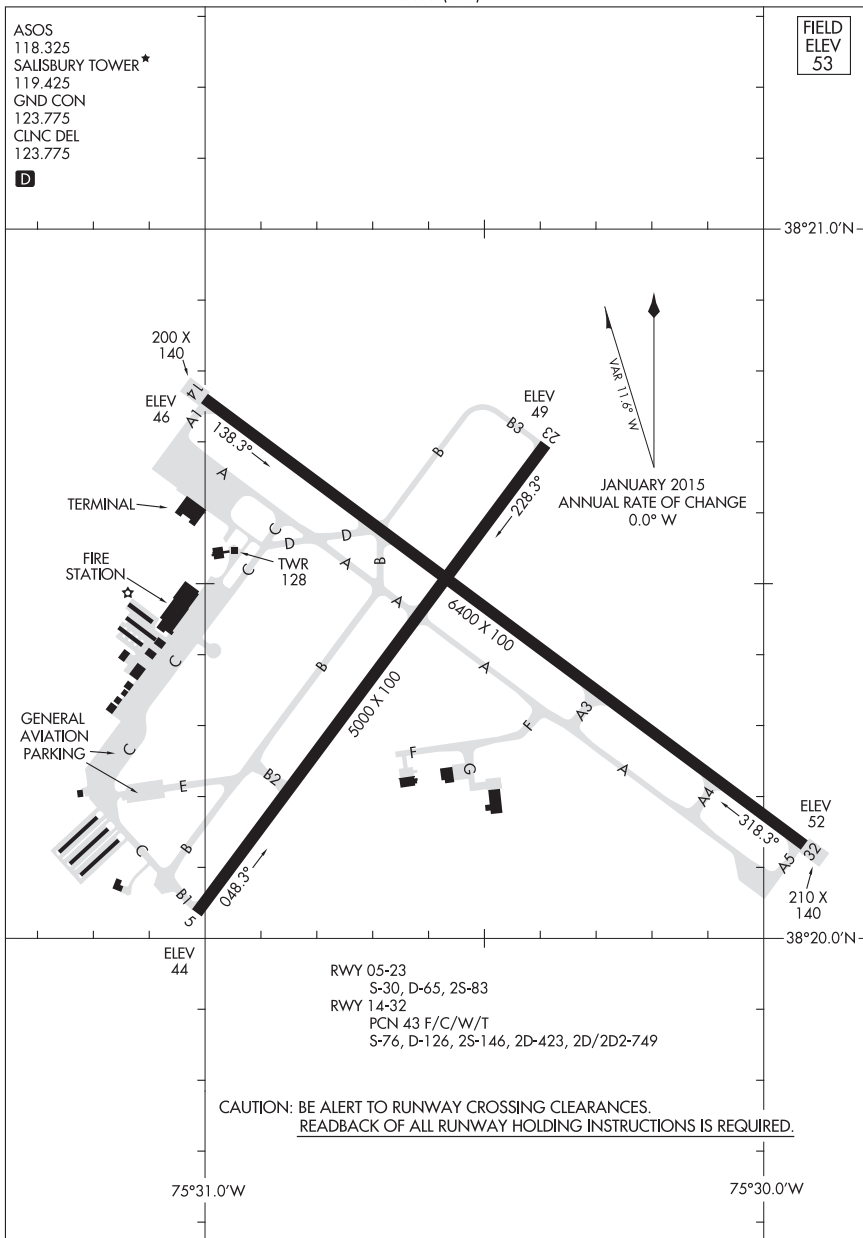 ASOS
118.325
SALISBURY TOWER★
119.425
GND CON
123.775
CLNC DEL
123.775
D
FIELD
ELEV
53
38°21.0'N
200 X
140
14
ELEV
46
A1
138.3°
A
TERMINAL
C
D
D
A
TWR
128
C
FIRE
STATION
C
B
B3
ELEV
49
23
228.3°
B
A
VAR 11.6° W
JANUARY 2015
ANNUAL RATE OF CHANGE
0.0° W
6400 X 100
A
B
5000 X 100
A3
F
F
G
A
A4
318.3°
ELEV
52
32
A5
210 X
140
GENERAL
AVIATION
PARKING
C
E
B2
C
B
B1
048.3°
5
ELEV
44
38°20.0'N
RWY 05-23
S-30, D-65, 2S-83
RWY 14-32
PCN 43 F/C/W/T
S-76, D-126, 2S-146, 2D-423, 2D/2D2-749
CAUTION: BE ALERT TO RUNWAY CROSSING CLEARANCES.
READBACK OF ALL RUNWAY HOLDING INSTRUCTIONS IS REQUIRED.
75°31.0'W
75°30.0'W